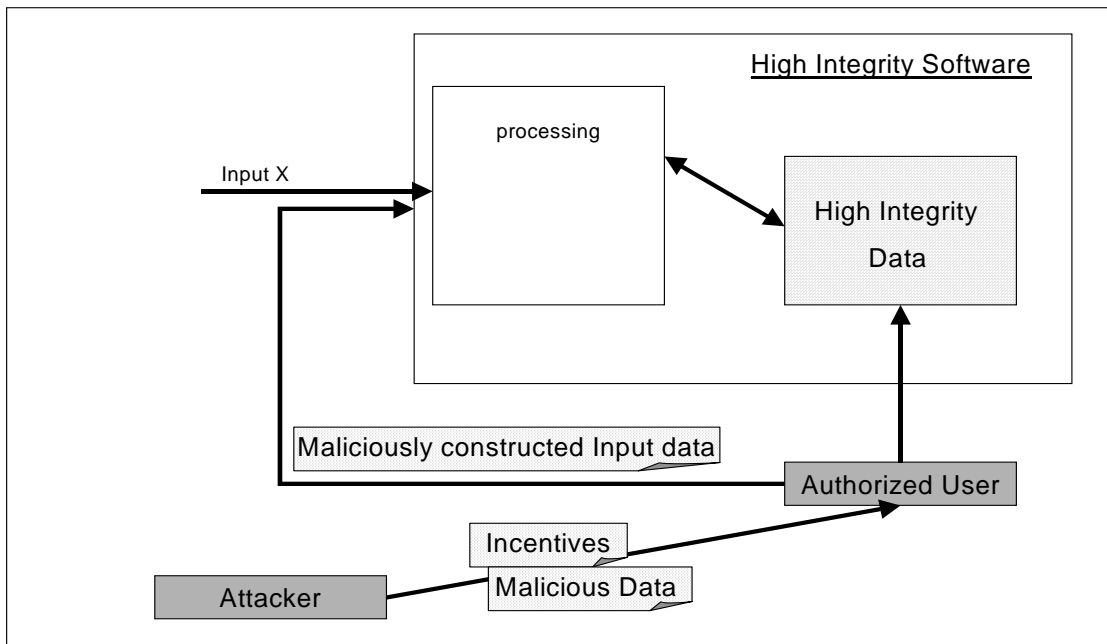 High Integrity Software
processing
Input X
High Integrity
Data
Maliciously constructed Input data
Authorized User
Incentives
Malicious Data
Attacker